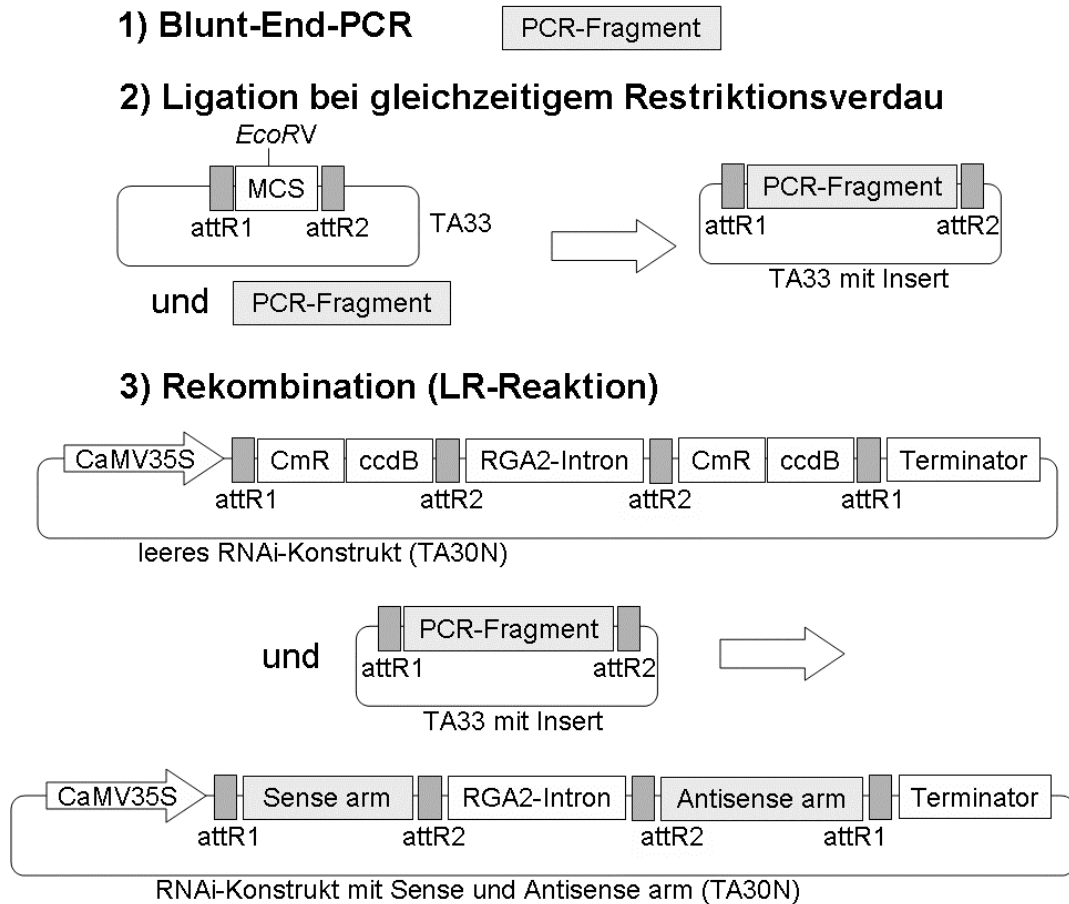 1) Blunt-End-PCR PCR-Fragment
2) Ligation bei gleichzeitigem Restriktionsverdau
EcoRV
MCS
attR1 attR2
TA33
PCR-Fragment
attR1 attR2
TA33 mit Insert
und PCR-Fragment
3) Rekombination (LR-Reaktion)
CaMV35S CmR ccdB RGA2-Intron CmR ccdB Terminator
attR1 attR2 attR2 attR1
leeres RNAi-Konstrukt (TA30N)
und
PCR-Fragment
attR1 attR2
TA33 mit Insert
CaMV35S Sense arm RGA2-Intron Antisense arm Terminator
attR1 attR2 attR2 attR1
RNAi-Konstrukt mit Sense und Antisense arm (TA30N)